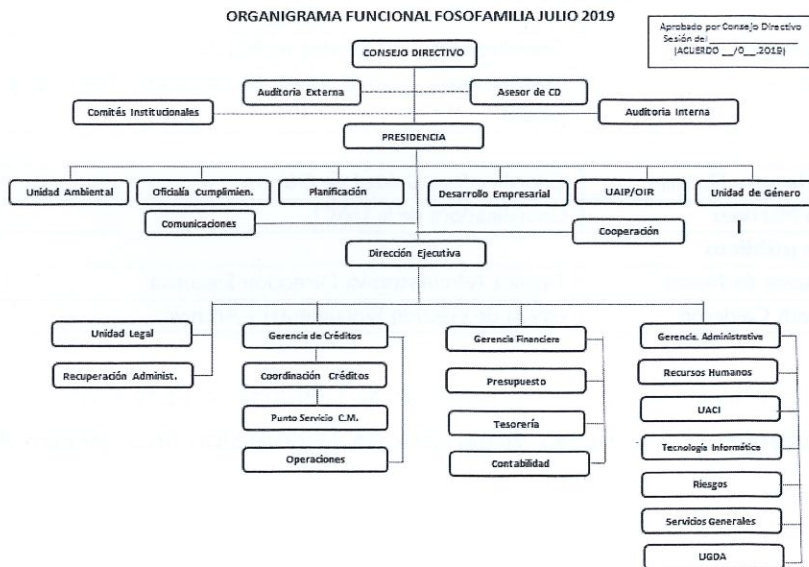 ORGANIGRAMA FUNCIONAL FOSOFAMILIA JULIO 2019
Aprobado por Consejo Directivo
Sesión del
(ACUERDO __/0__.2019)
CONSEJO DIRECTIVO
Auditoria Externa
Asesor de CD
Comités Institucionales
Auditoria Interna
PRESIDENCIA
Unidad Ambiental
Oficialía Cumplimien.
Planificación
Desarrollo Empresarial
UAIP/OIR
Unidad de Género
Comunicaciones
Cooperación
Dirección Ejecutiva
Unidad Legal
Gerencia de Créditos
Gerencia Financiera
Gerencia. Administrativa
Recuperación Administ.
Coordinación Créditos
Presupuesto
Recursos Humanos
Punto Servicio C.M.
Tesorería
UACI
Operaciones
Contabilidad
Tecnología Informática
Riesgos
Servicios Generales
UGDA